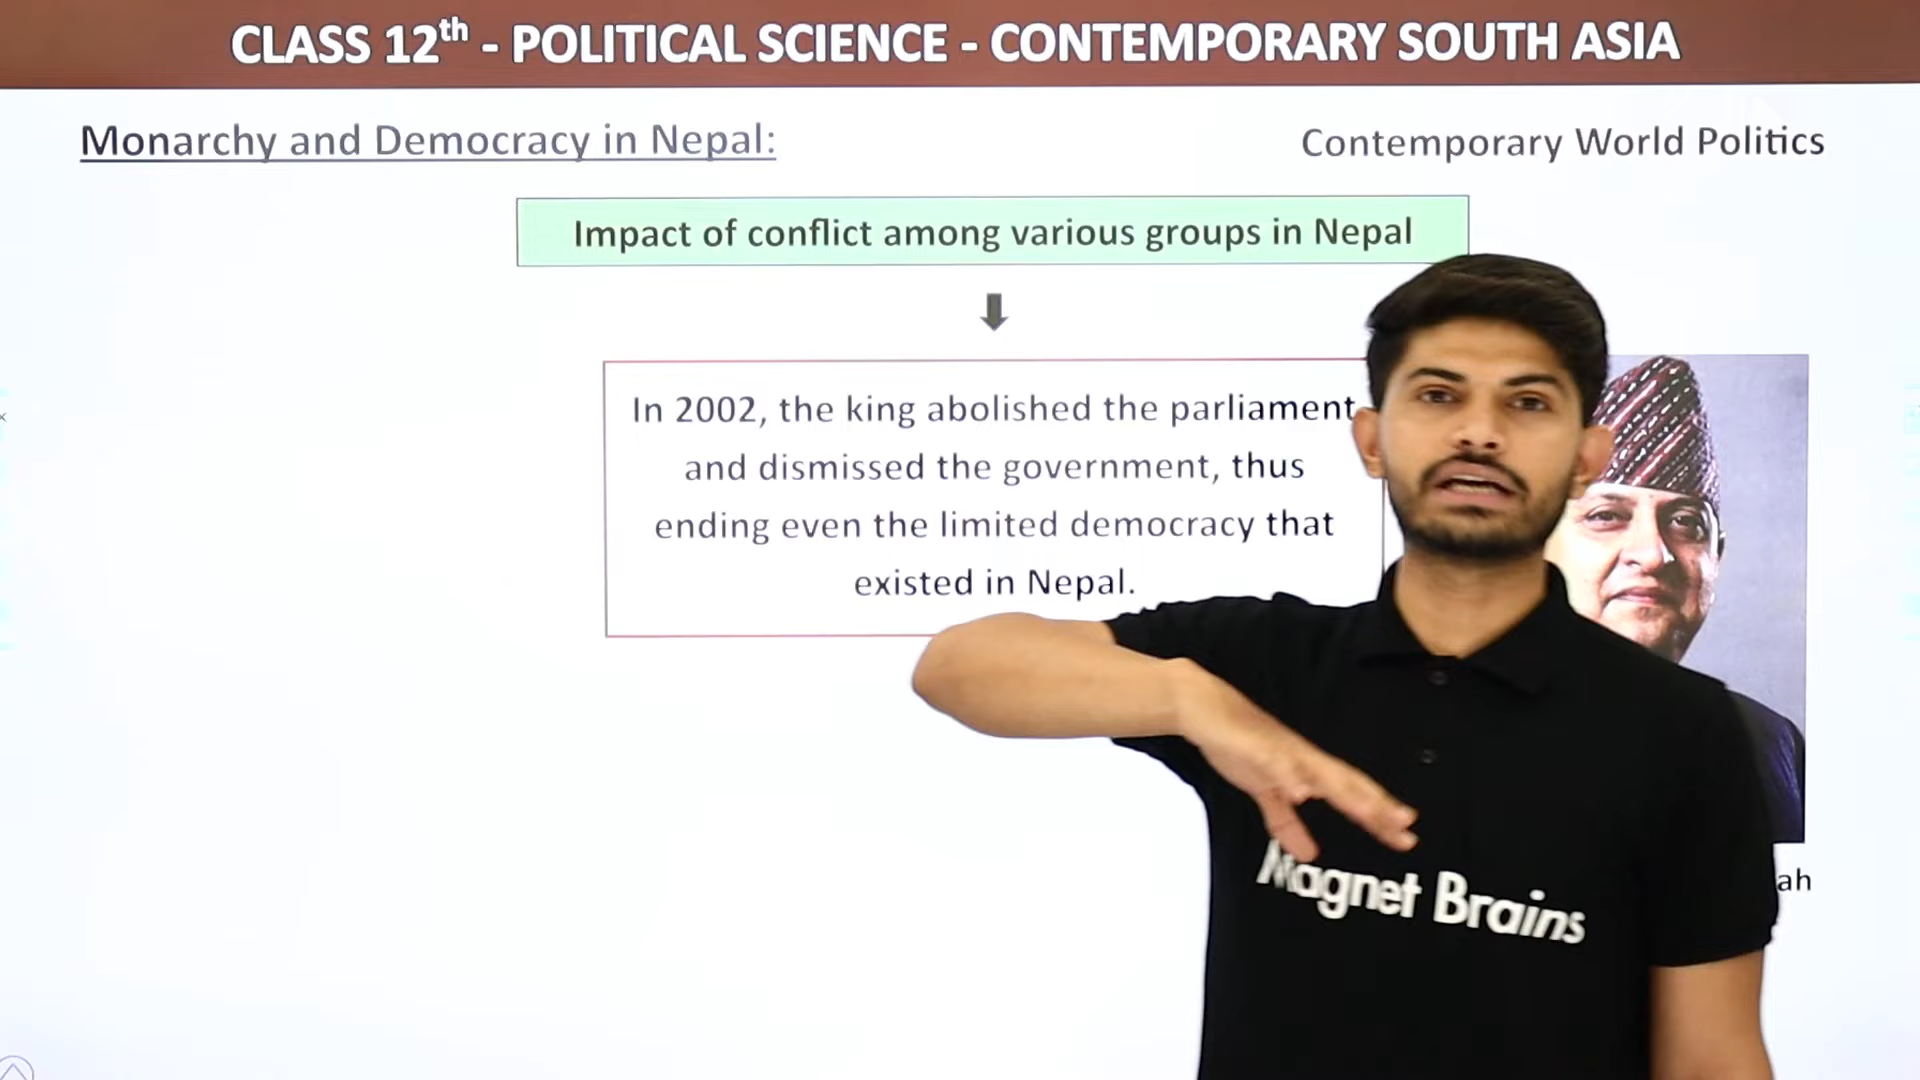 CLASS 12th - POLITICAL SCIENCE - CONTEMPORARY SOUTH ASIA
Monarchy and Democracy in Nepal:
Contemporary World Politics
Impact of conflict among various groups in Nepal
In 2002, the king abolished the parliament
and dismissed the government, thus
ending even the limited democracy that
existed in Nepal.
Magnet Brains